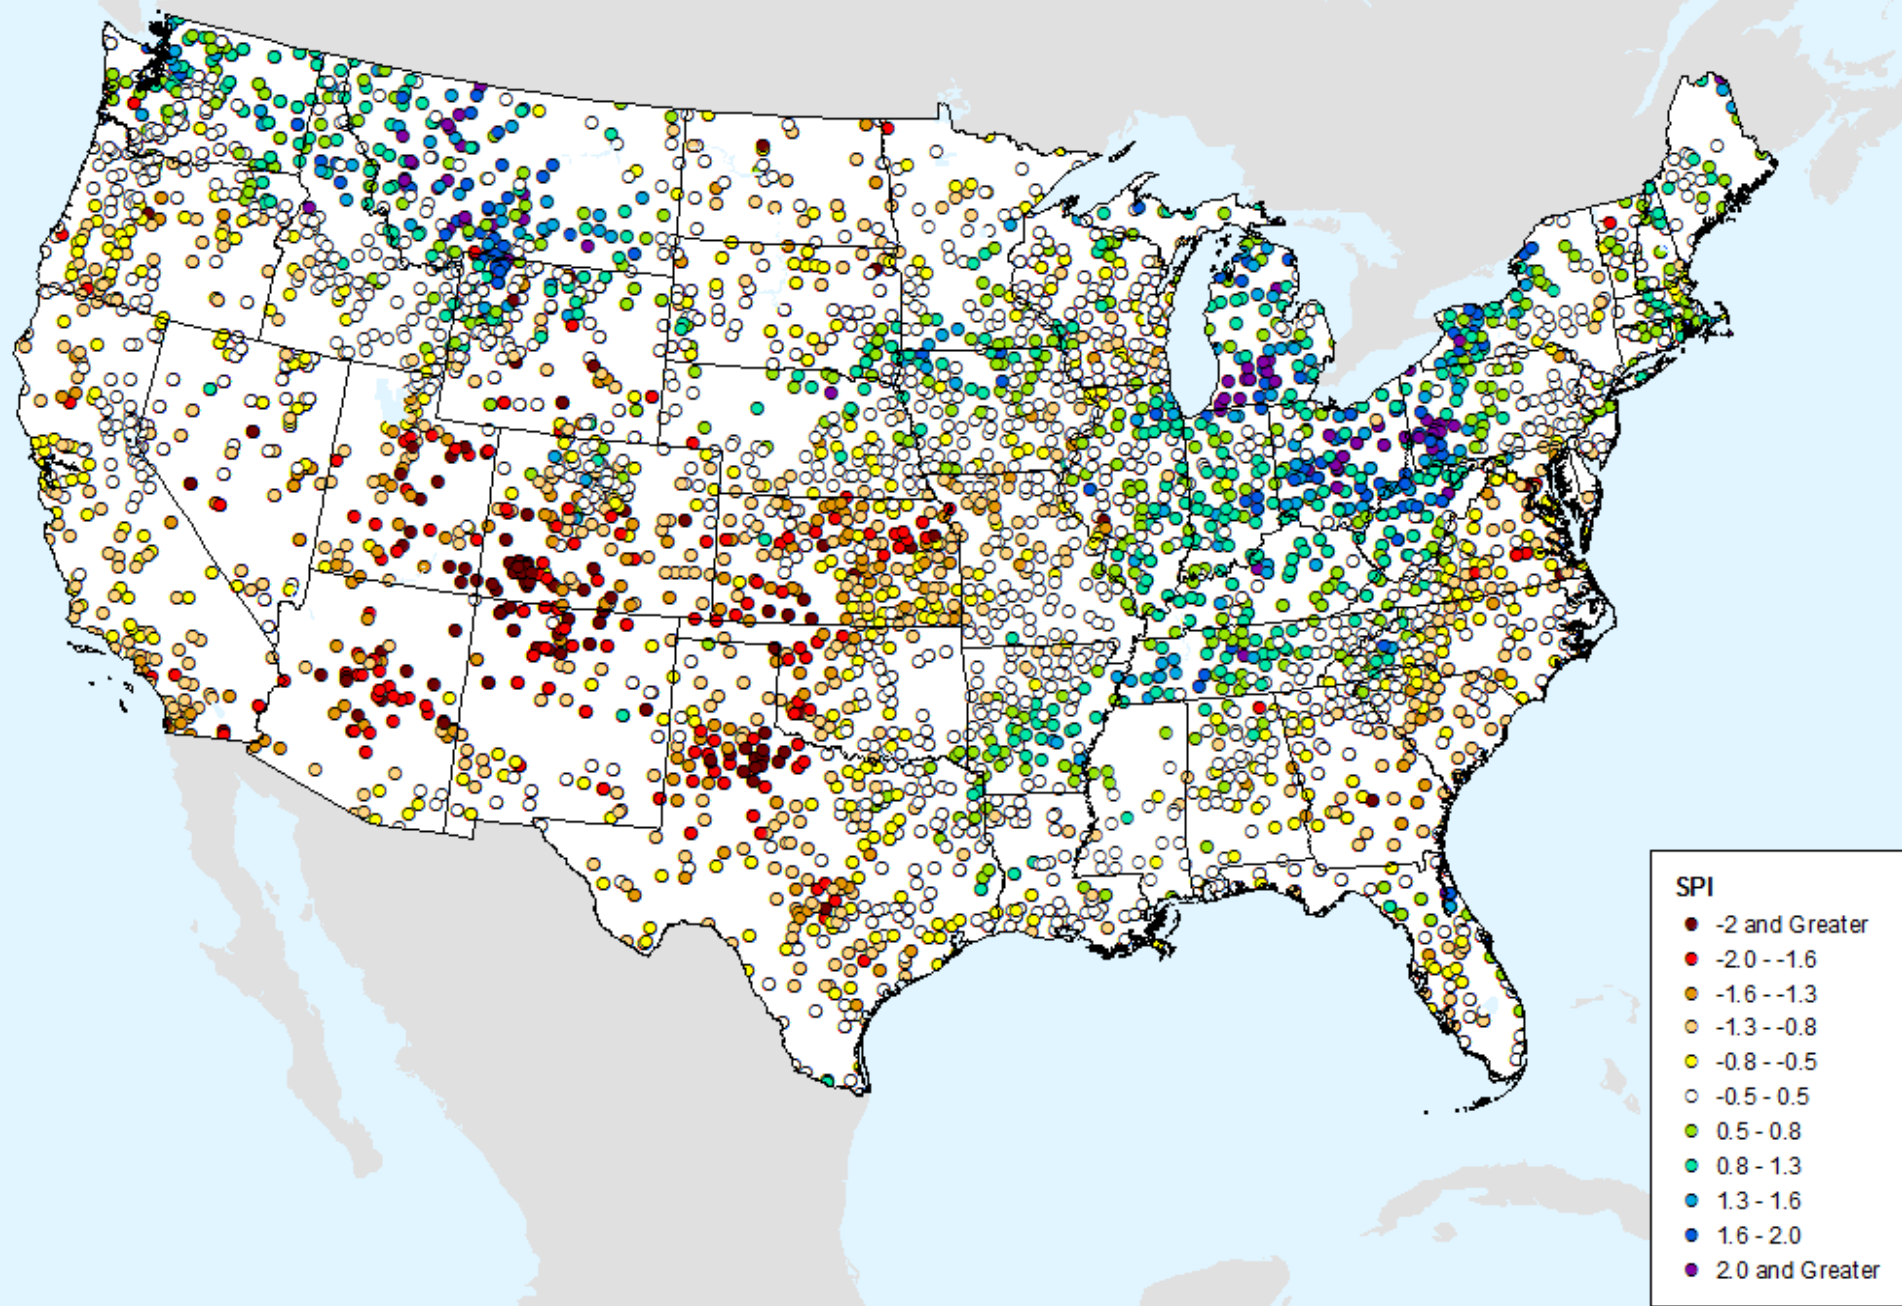 SPI
-2 and Greater
-2.0 - -1.6
-1.6 - -1.3
-1.3 - -0.8
-0.8 - -0.5
-0.5 - 0.5
0.5 - 0.8
0.8 - 1.3
1.3 - 1.6
1.6 - 2.0
2.0 and Greater